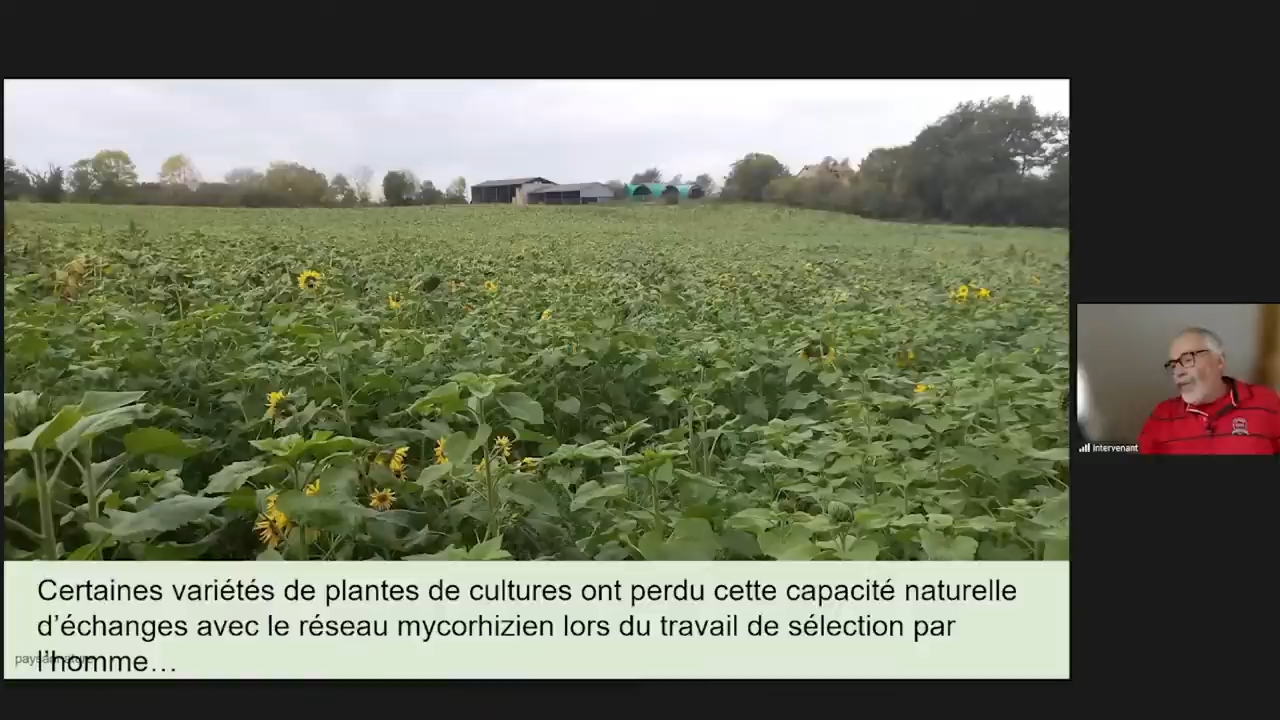 Certaines variétés de plantes de cultures ont perdu cette capacité naturelle
d’échanges avec le réseau mycorhizien lors du travail de sélection par
l’homme…
Intervenant